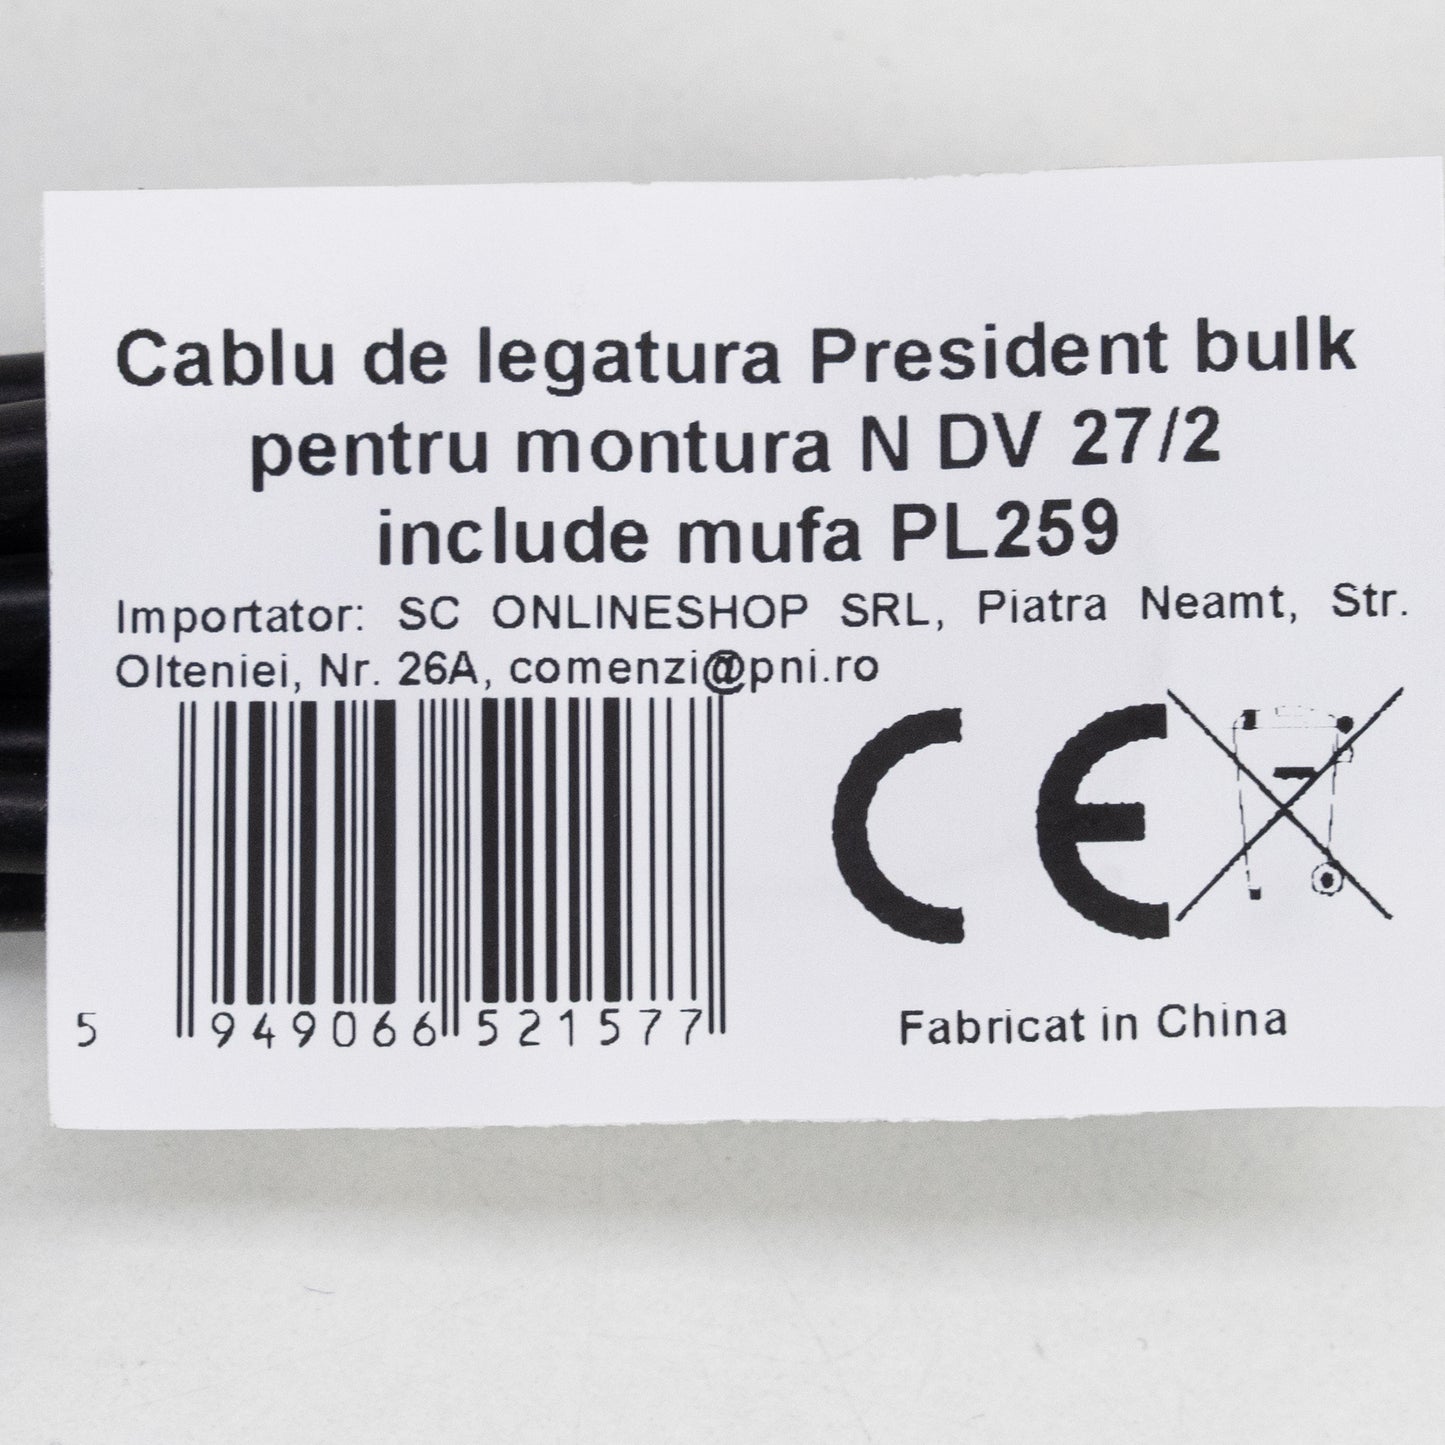 Cablu de legatura President bulk
pentru montura N DV 27/2
include mufa PL259
Importator: SC ONLINESHOP SRL, Piatra Neamt, Str.
Olteniei, Nr. 26A, comenzi@pni.ro
CE
5 949066 521577
Fabricat in China